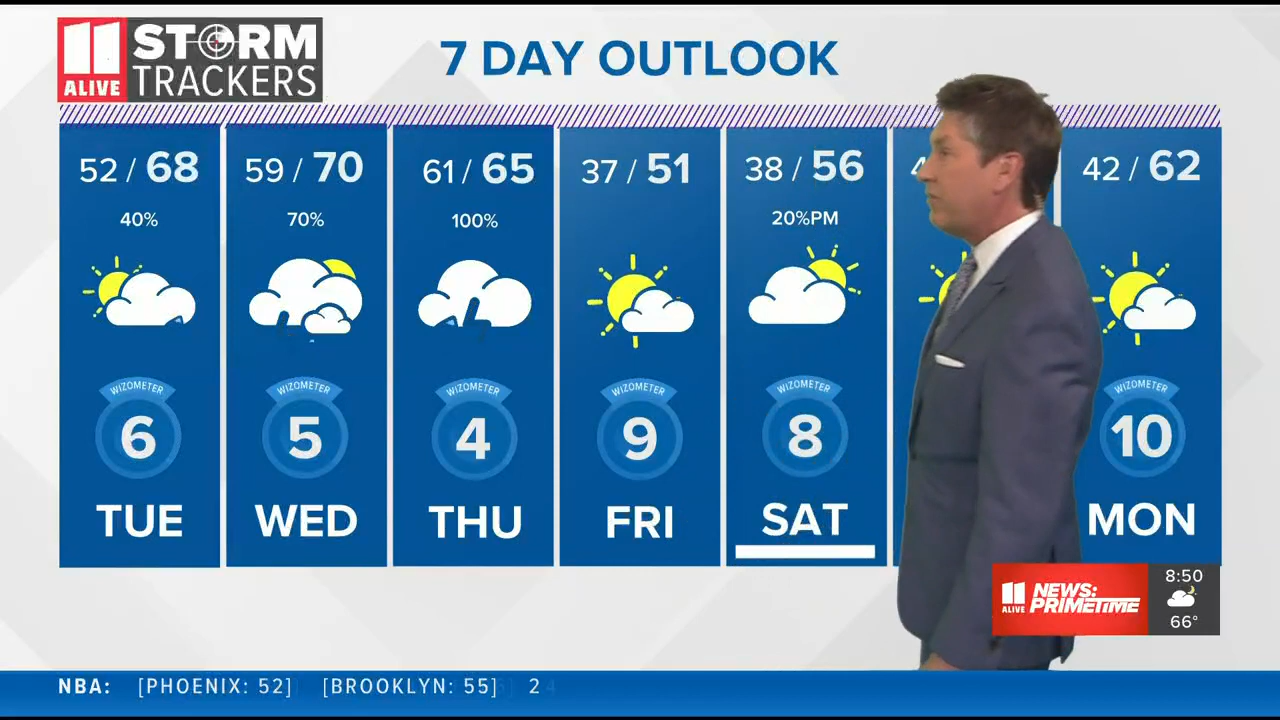 11 ALIVE STORM TRACKERS
7 DAY OUTLOOK
52 / 68
59 / 70
61 / 65
37 / 51
38 / 56
4
42 / 62
40%
70%
100%
20%PM
WIZOMETER
WIZOMETER
WIZOMETER
WIZOMETER
WIZOMETER
WIZOMETER
6
5
4
9
8
10
TUE
WED
THU
FRI
SAT
MON
11 ALIVE NEWS: PRIMETIME
8:50
66°
NBA: [PHOENIX: 52] [BROOKLYN: 55] 2